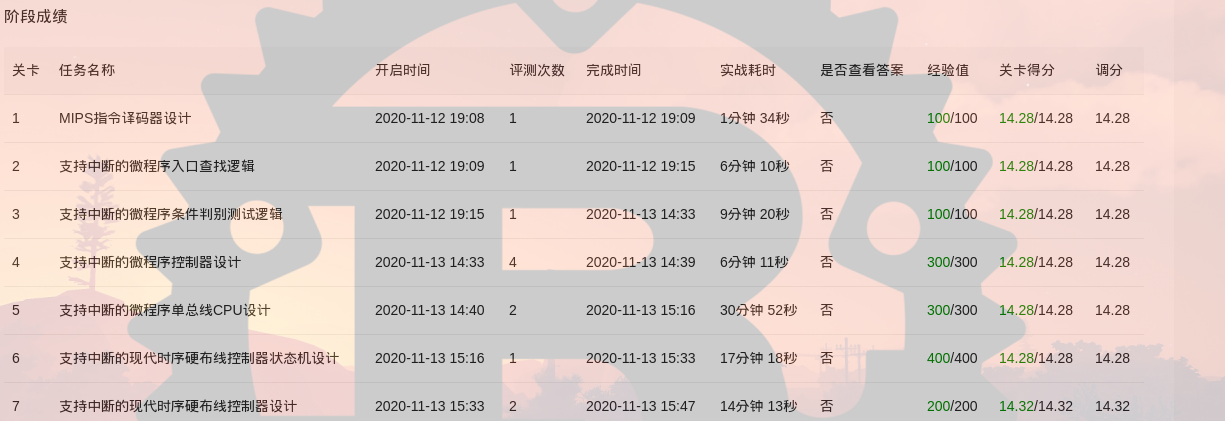 阶段成绩
关卡 任务名称 开启时间 评测次数 完成时间 实战耗时 是否查看答案 经验值 关卡得分 调分
1 MIPS指令译码器设计 2020-11-12 19:08 1 2020-11-12 19:09 1分钟 34秒 否 100/100 14.28/14.28 14.28
2 支持中断的微程序入口查找逻辑 2020-11-12 19:09 1 2020-11-12 19:15 6分钟 10秒 否 100/100 14.28/14.28 14.28
3 支持中断的微程序条件判别测试逻辑 2020-11-12 19:15 1 2020-11-13 14:33 9分钟 20秒 否 100/100 14.28/14.28 14.28
4 支持中断的微程序控制器设计 2020-11-13 14:33 4 2020-11-13 14:39 6分钟 11秒 否 300/300 14.28/14.28 14.28
5 支持中断的微程序单总线CPU设计 2020-11-13 14:40 2 2020-11-13 15:16 30分钟 52秒 否 300/300 14.28/14.28 14.28
6 支持中断的现代时序硬布线控制器状态机设计 2020-11-13 15:16 1 2020-11-13 15:33 17分钟 18秒 否 400/400 14.28/14.28 14.28
7 支持中断的现代时序硬布线控制器设计 2020-11-13 15:33 2 2020-11-13 15:47 14分钟 13秒 否 200/200 14.32/14.32 14.32